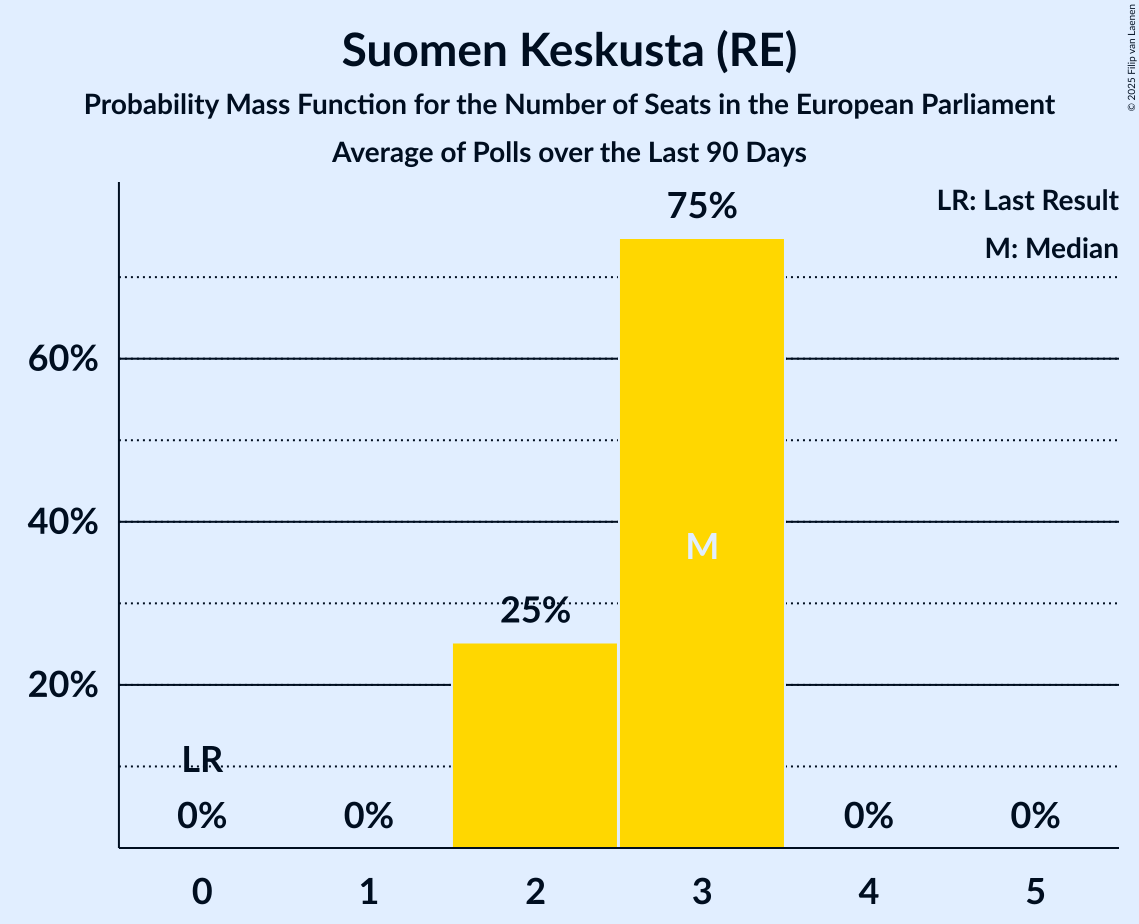 Suomen Keskusta (RE)
Probability Mass Function for the Number of Seats in the European Parliament
Average of Polls over the Last 90 Days
© 2025 Filip van Laenen
LR: Last Result
M: Median
75%
60%
40%
M
25%
20%
LR
0%
0%
0%
0%
0
1
2
3
4
5